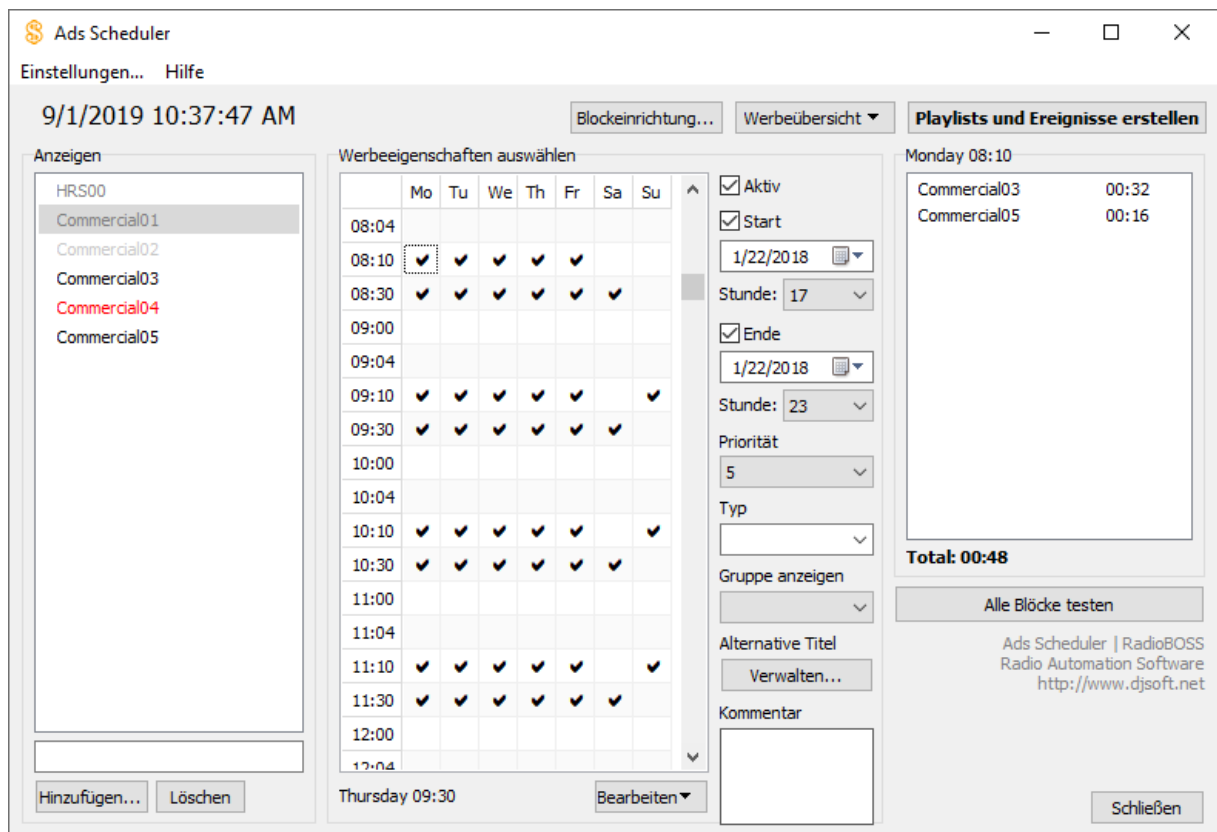 Ads Scheduler
Einstellungen... Hilfe
9/1/2019 10:37:47 AM
Blockeinrichtung... Werbeübersicht Playlists und Ereignisse erstellen
Anzeigen
HRS00
Commercial01
Commercial02
Commercial03
Commercial04
Commercial05
Hinzufügen... Löschen
Werbeeigenschaften auswählen
Mo Tu We Th Fr Sa Su
08:04
08:10
08:30
09:00
09:04
09:10
09:30
10:00
10:04
10:10
10:30
11:00
11:04
11:10
11:30
12:00
12:04
Thursday 09:30 Bearbeiten
Aktiv
Start
1/22/2018
Stunde: 17
Ende
1/22/2018
Stunde: 23
Priorität
5
Typ
Gruppe anzeigen
Alternative Titel
Verwalten...
Kommentar
Monday 08:10
Commercial03 00:32
Commercial05 00:16
Total: 00:48
Alle Blöcke testen
Ads Scheduler | RadioBOSS
Radio Automation Software
http://www.djsoft.net
Schließen